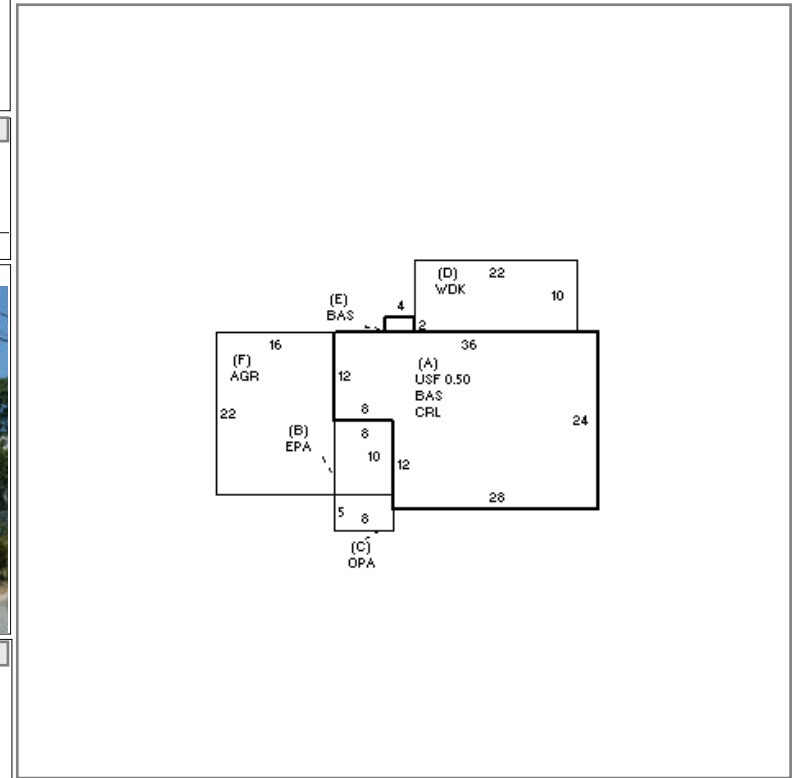 (D)
WDK
22
10
(E)
BAS
4
2
16
(F)
AGR
22
36
(A)
USF 0.50
BAS
CRL
12
8
24
(B)
EPA
8
10
12
28
5
8
(C)
OPA